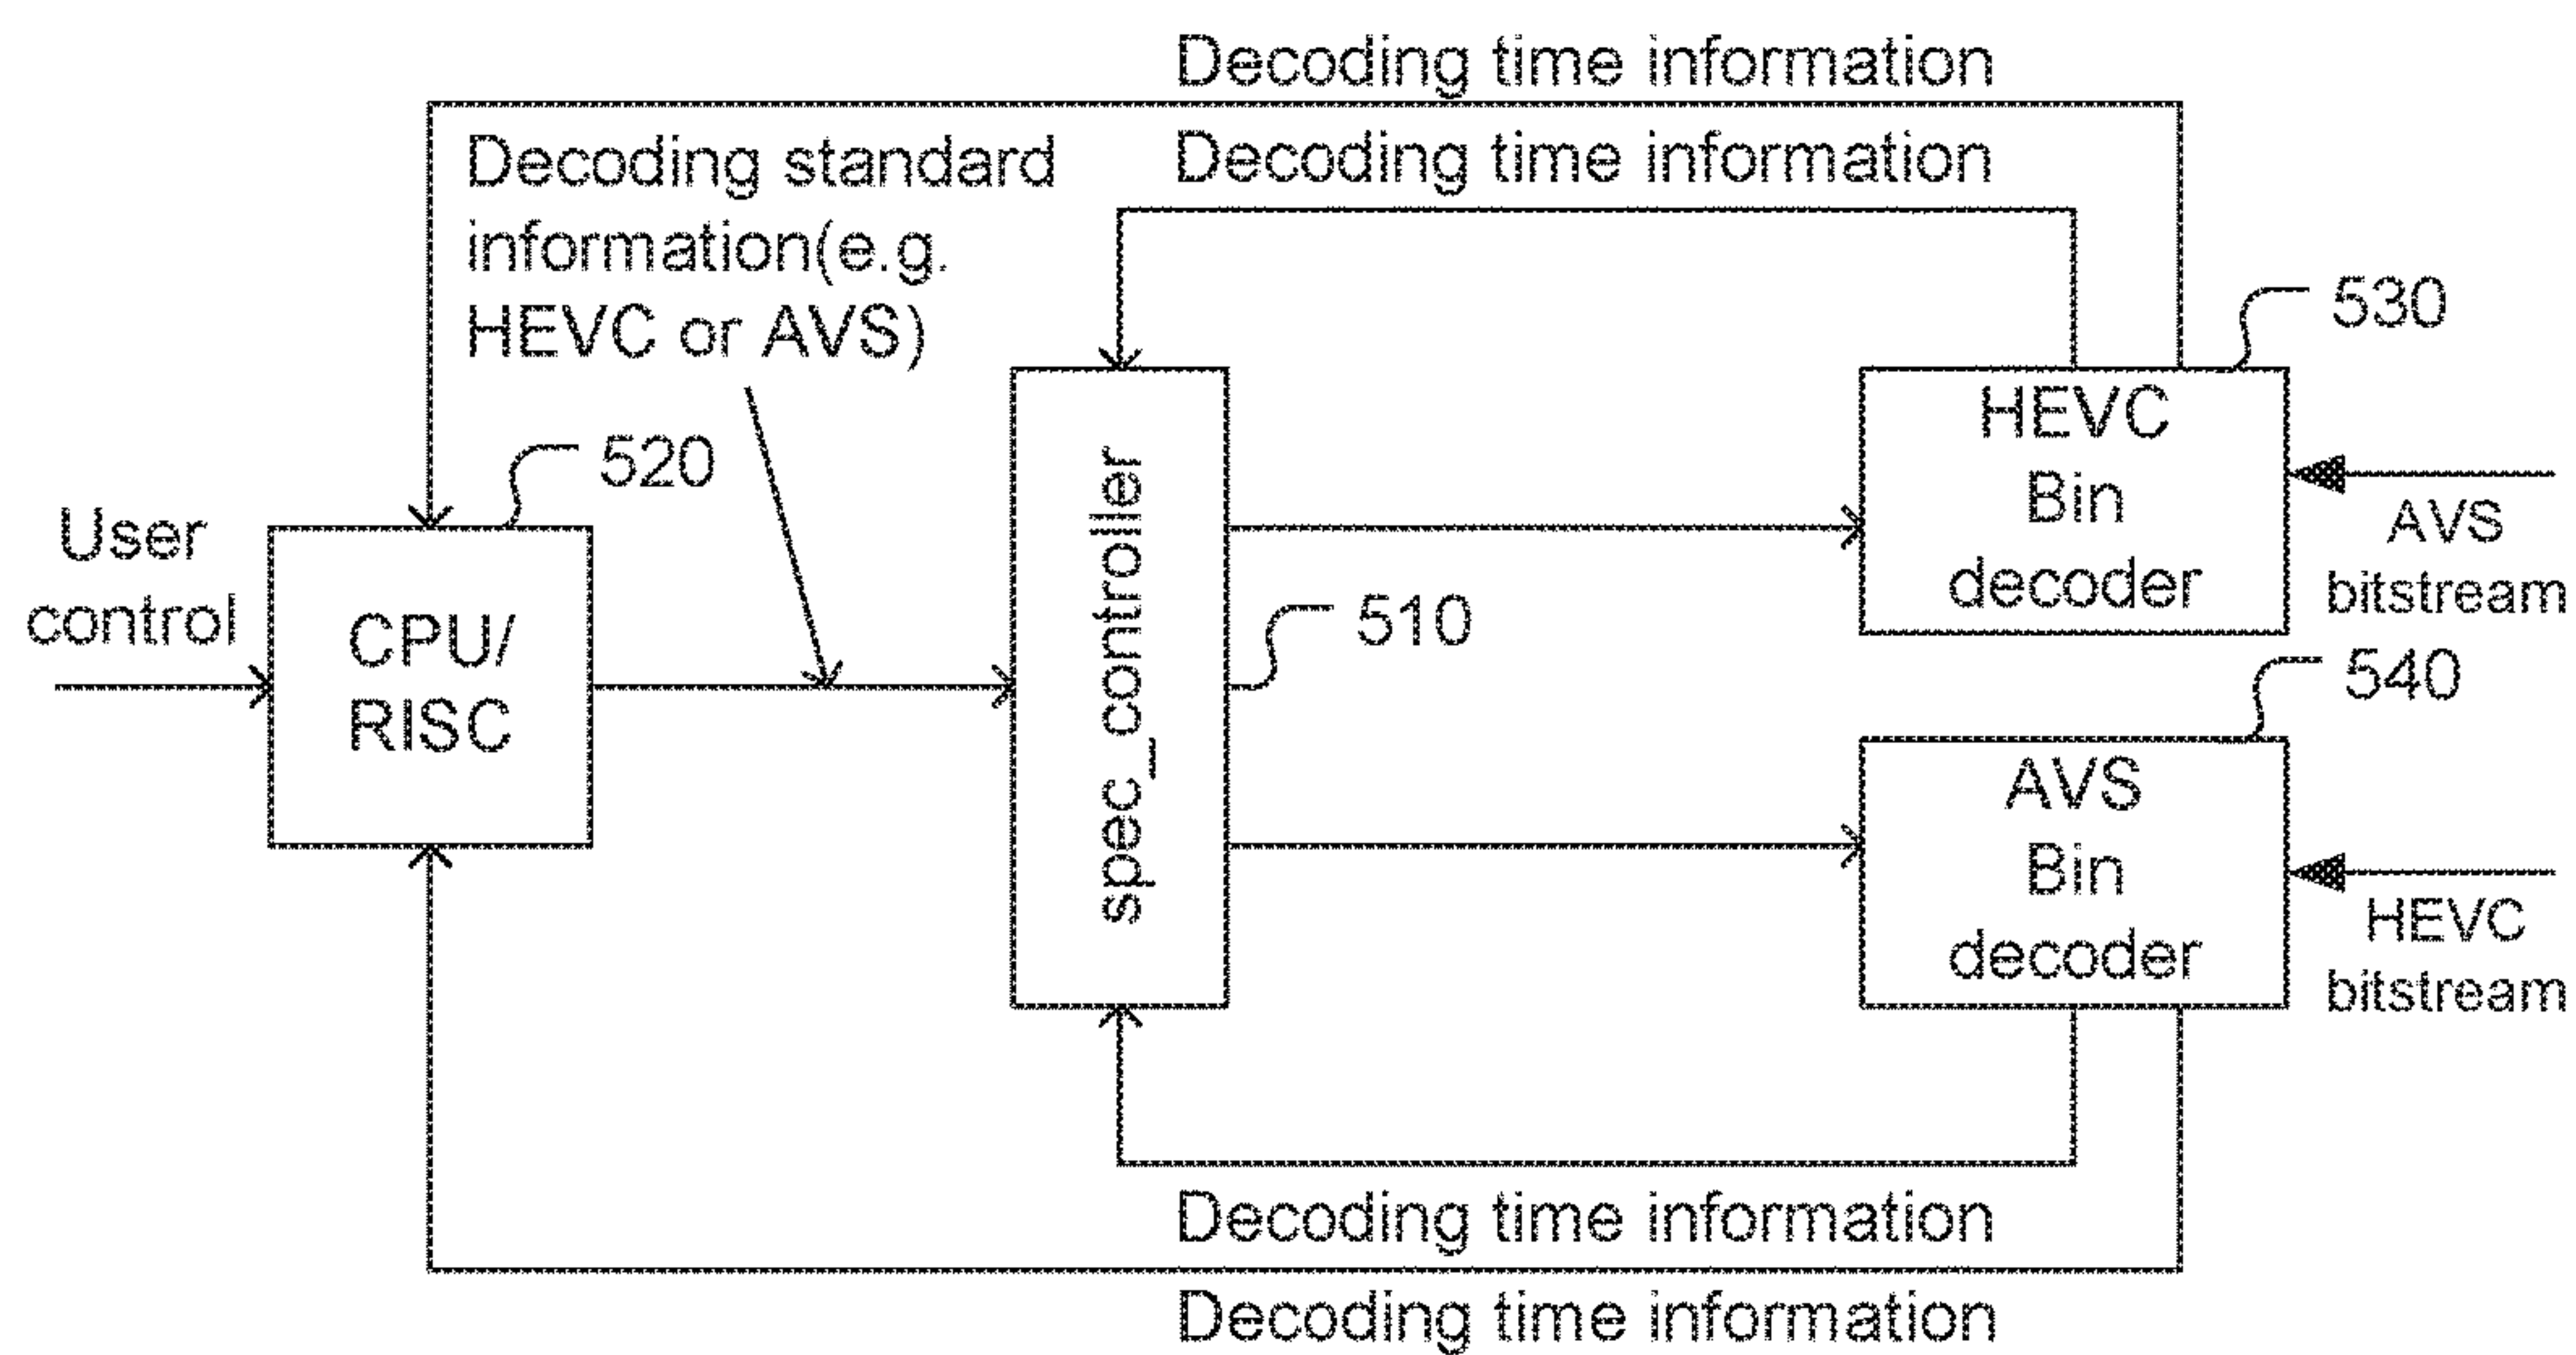 Decoding time information
Decoding time information
Decoding standard
information(e.g.
HEVC or AVS)
530
520
User
control
CPU/
RISC
spec_controller
510
HEVC
Bin
decoder
AVS
bitstream
540
AVS
Bin
decoder
HEVC
bitstream
Decoding time information
Decoding time information